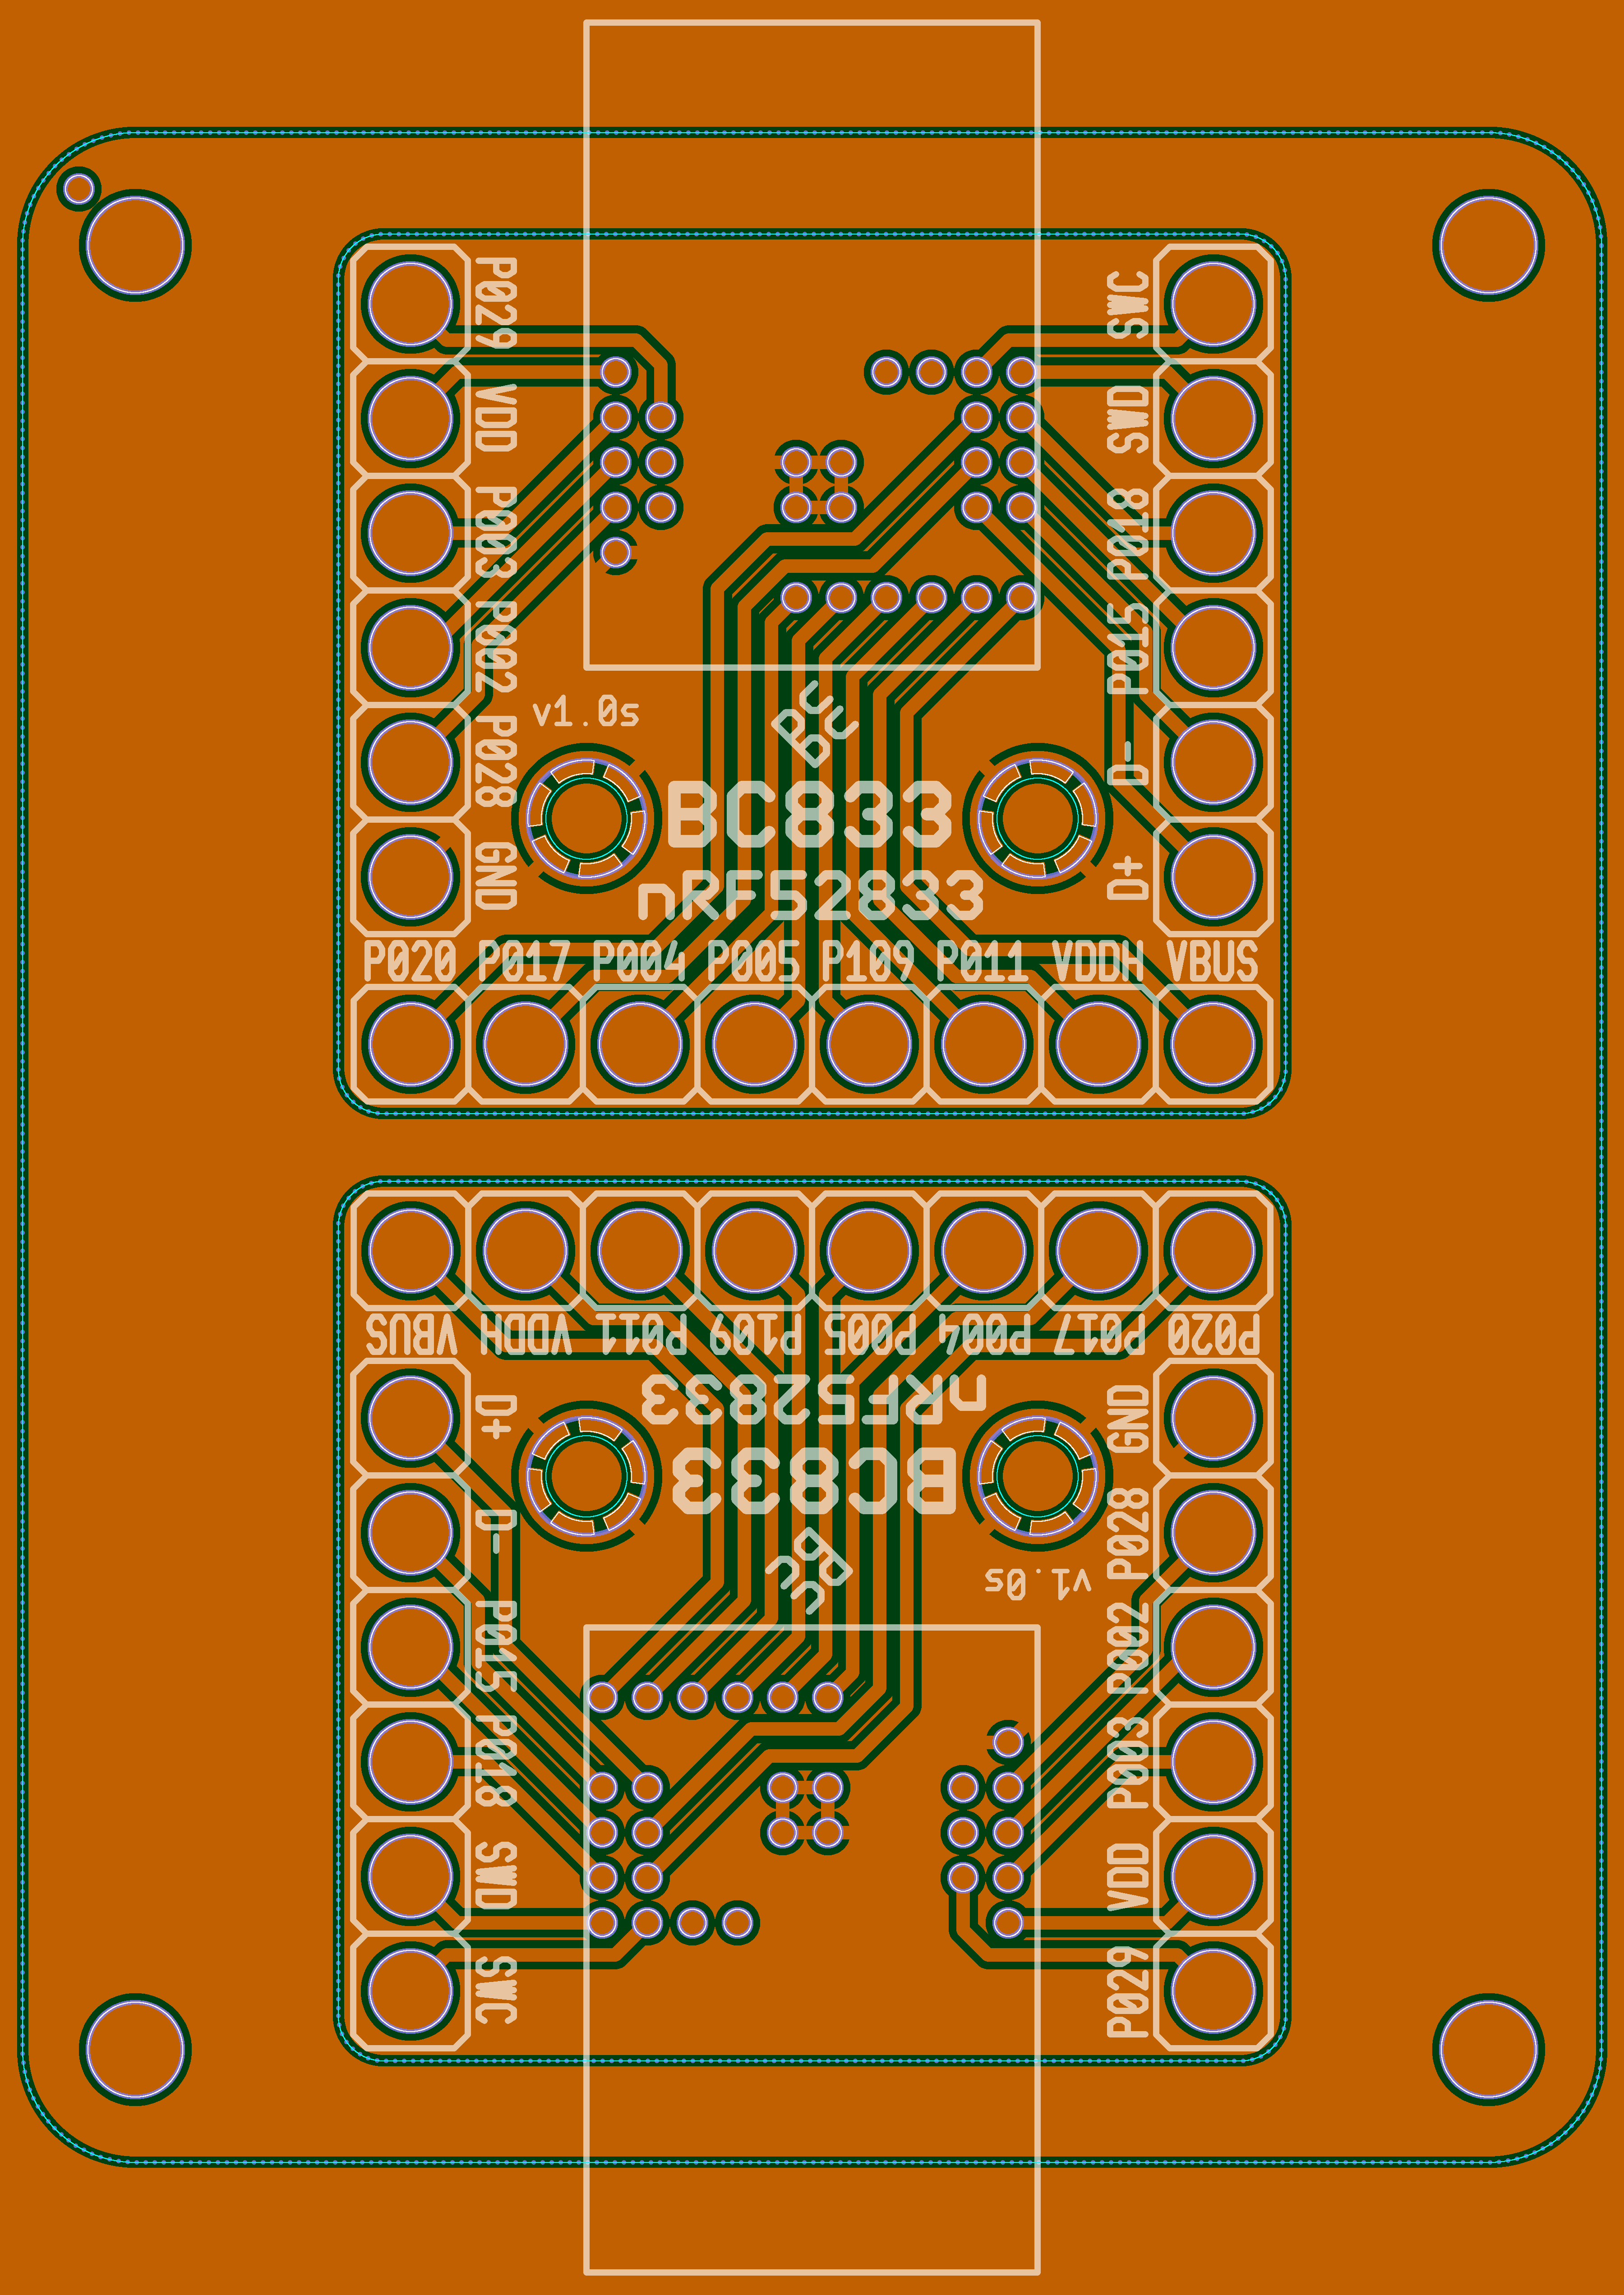 P029
SWC
VDD
SWD
P003
P018
P002
P015
v1.0s
P028
D-
BC833
nRF52833
GND
D+
P020 P017 P004 P005 P109 P011 VDDH VBUS
VBUS VDDH P011 P109 P005 P004 P017 P020
D+
GND
nRF52833
BC833
D-
P028
v1.0s
P015
P002
P018
P003
SWD
VDD
SWC
P029